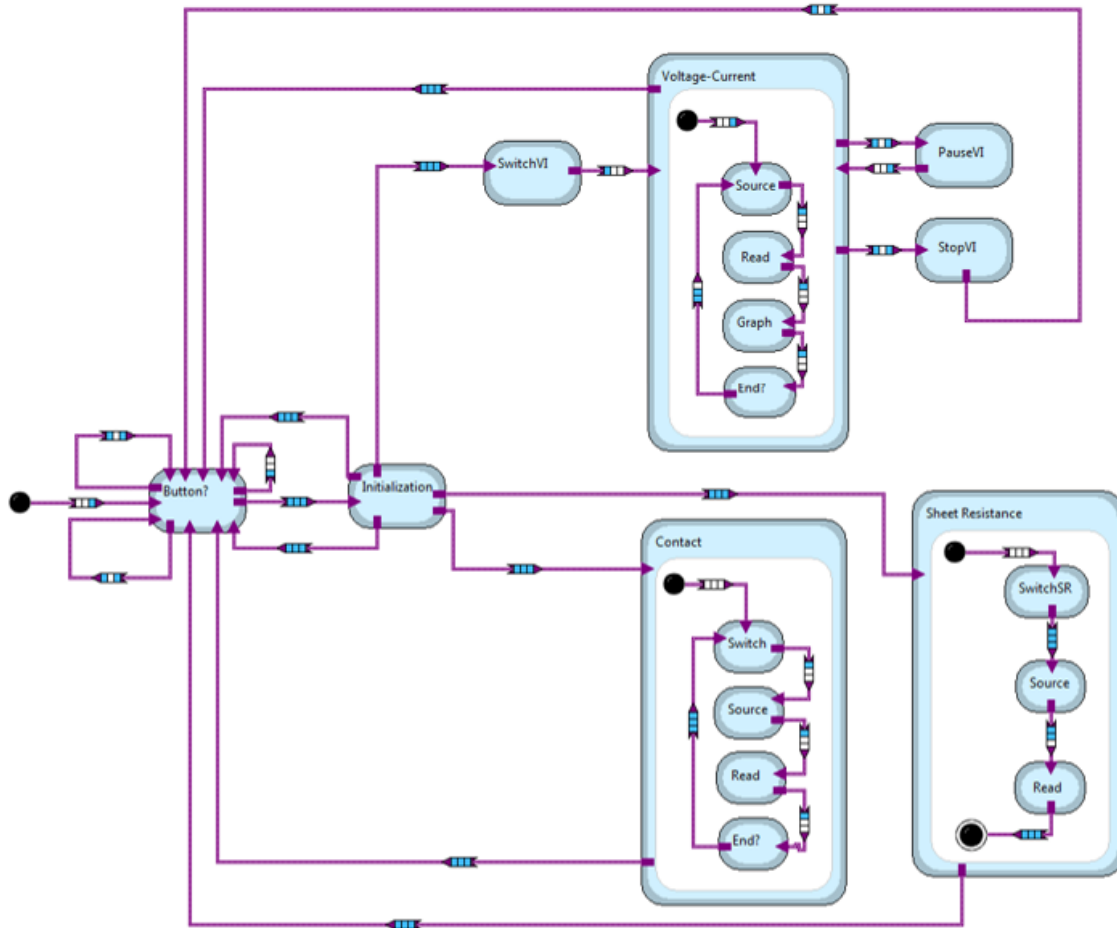 Voltage-Current
SwitchVI
Source
Read
Graph
End?
PauseVI
StopVI
Button?
Initialization
Contact
Switch
Source
Read
End?
Sheet Resistance
SwitchSR
Source
Read